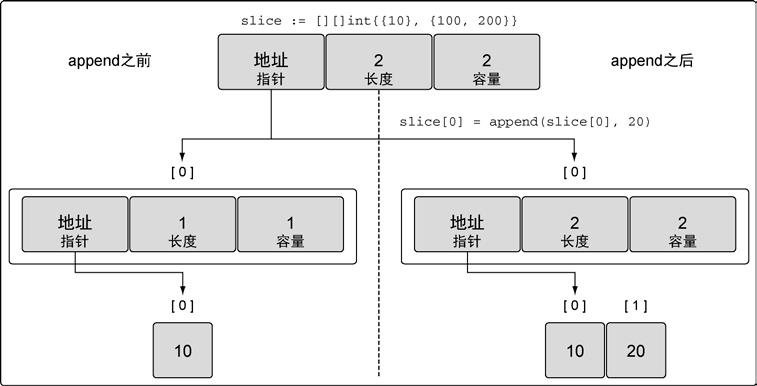 slice := [][]int{{10}, {100, 200}}
append之前
地址 2 2
指针 长度 容量
append之后
slice[0] = append(slice[0], 20)
[0]
地址 1 1
指针 长度 容量
[0]
10
[0]
地址 2 2
指针 长度 容量
[0] [1]
10 20